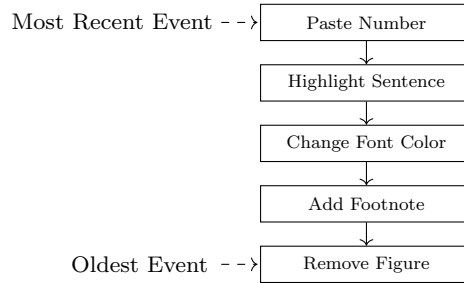 Most Recent Event
Paste Number
Highlight Sentence
Change Font Color
Add Footnote
Oldest Event
Remove Figure